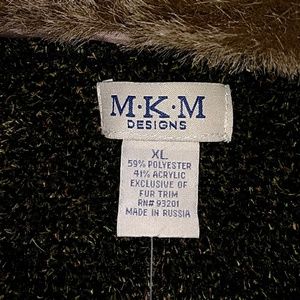 M·K·M
DESIGNS
XL
59% POLYESTER
41% ACRYLIC
EXCLUSIVE OF
FUR TRIM
RN# 93201
MADE IN RUSSIA